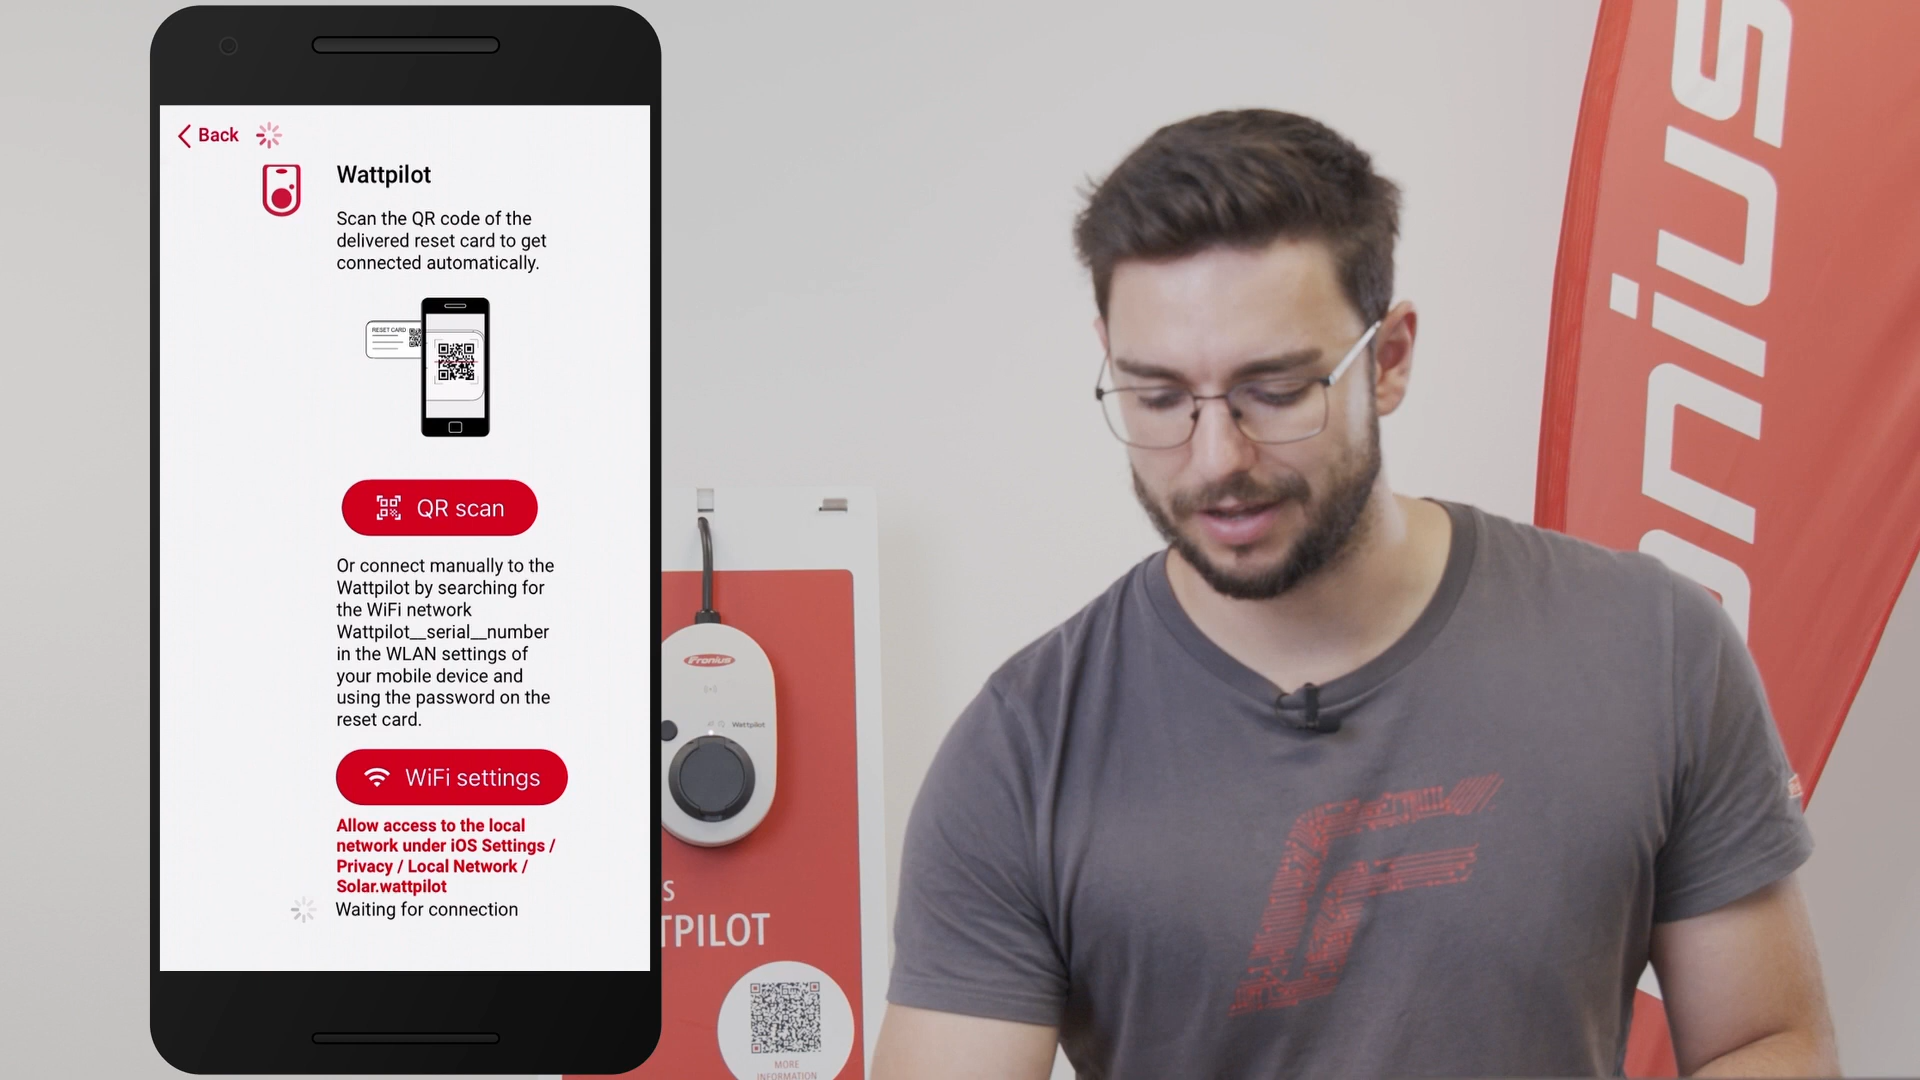 Back
Wattpilot
Scan the QR code of the
delivered reset card to get
connected automatically.
RESET CARD
QR scan
Or connect manually to the
Wattpilot by searching for
the WiFi network
Wattpilot__serial__number
in the WLAN settings of
your mobile device and
using the password on the
reset card.
WiFi settings
Allow access to the local
network under iOS Settings /
Privacy / Local Network /
Solar.wattpilot
Waiting for connection
Fronius
Wattpilot
S
TPILOT
MORE
INFORMATION
onius